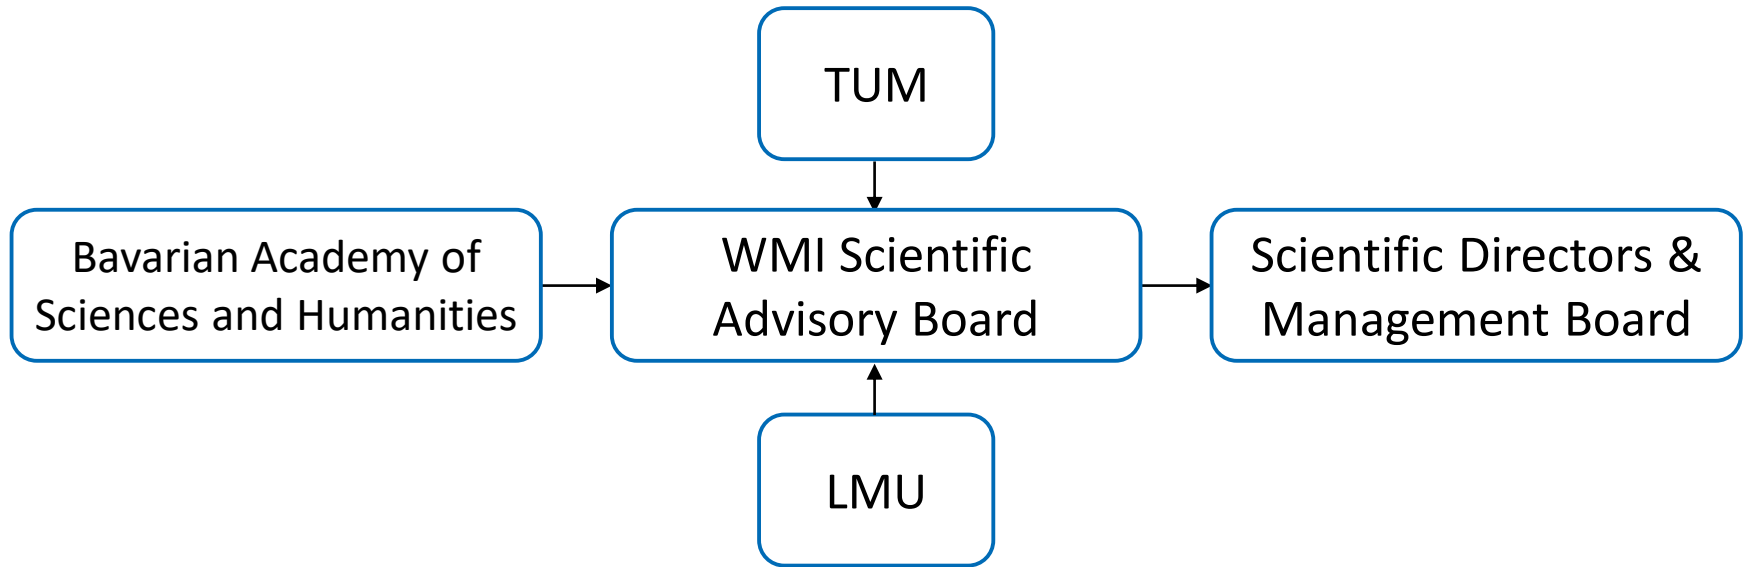 TUM
Bavarian Academy of
Sciences and Humanities
WMI Scientific
Advisory Board
Scientific Directors &
Management Board
LMU